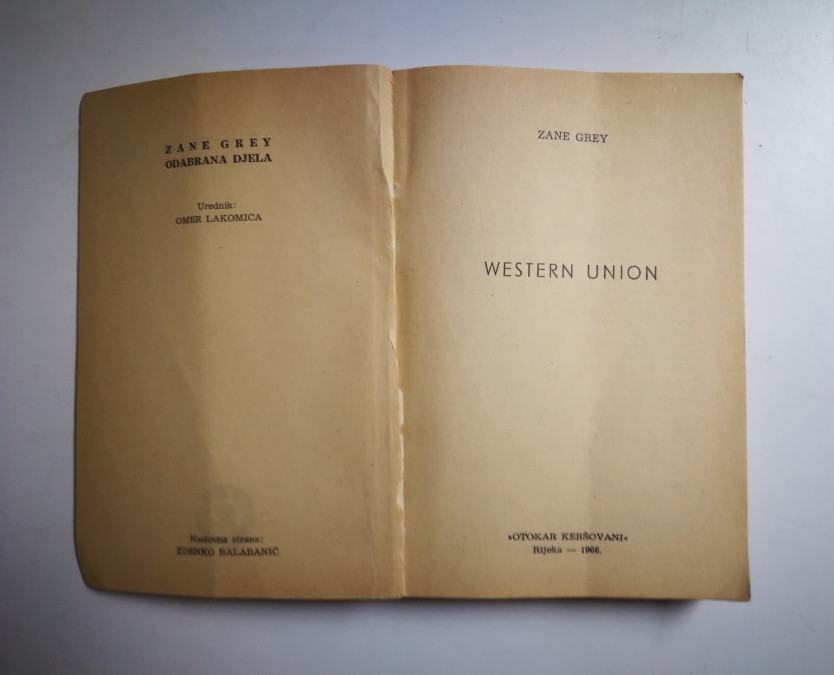 ZANE GREY
ODABRANA DJELA
Urednik:
OMER LAKOMICA
Naslovna strana:
ZDENKO BALABANIĆ
ZANE GREY
WESTERN UNION
»OTOKAR KERŠOVANI«
Rijeka — 1966.